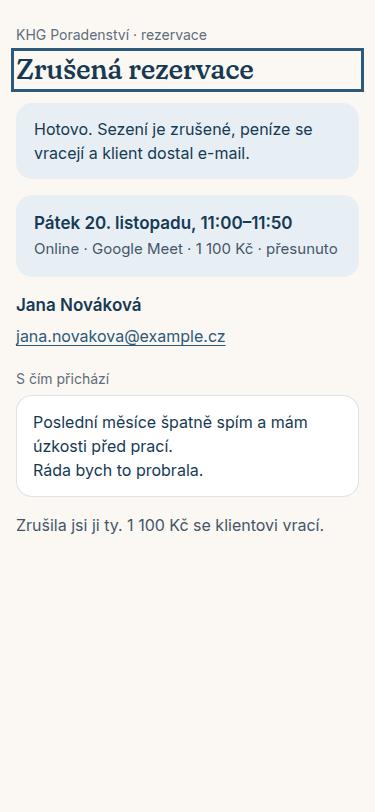 KHG Poradenství · rezervace
Zrušená rezervace
Hotovo. Sezení je zrušené, peníze se
vracejí a klient dostal e-mail.
Pátek 20. listopadu, 11:00–11:50
Online · Google Meet · 1 100 Kč · přesunuto
Jana Nováková
jana.novakova@example.cz
S čím přichází
Poslední měsíce špatně spím a mám
úzkosti před prací.
Ráda bych to probrala.
Zrušila jsi ji ty. 1 100 Kč se klientovi vrací.